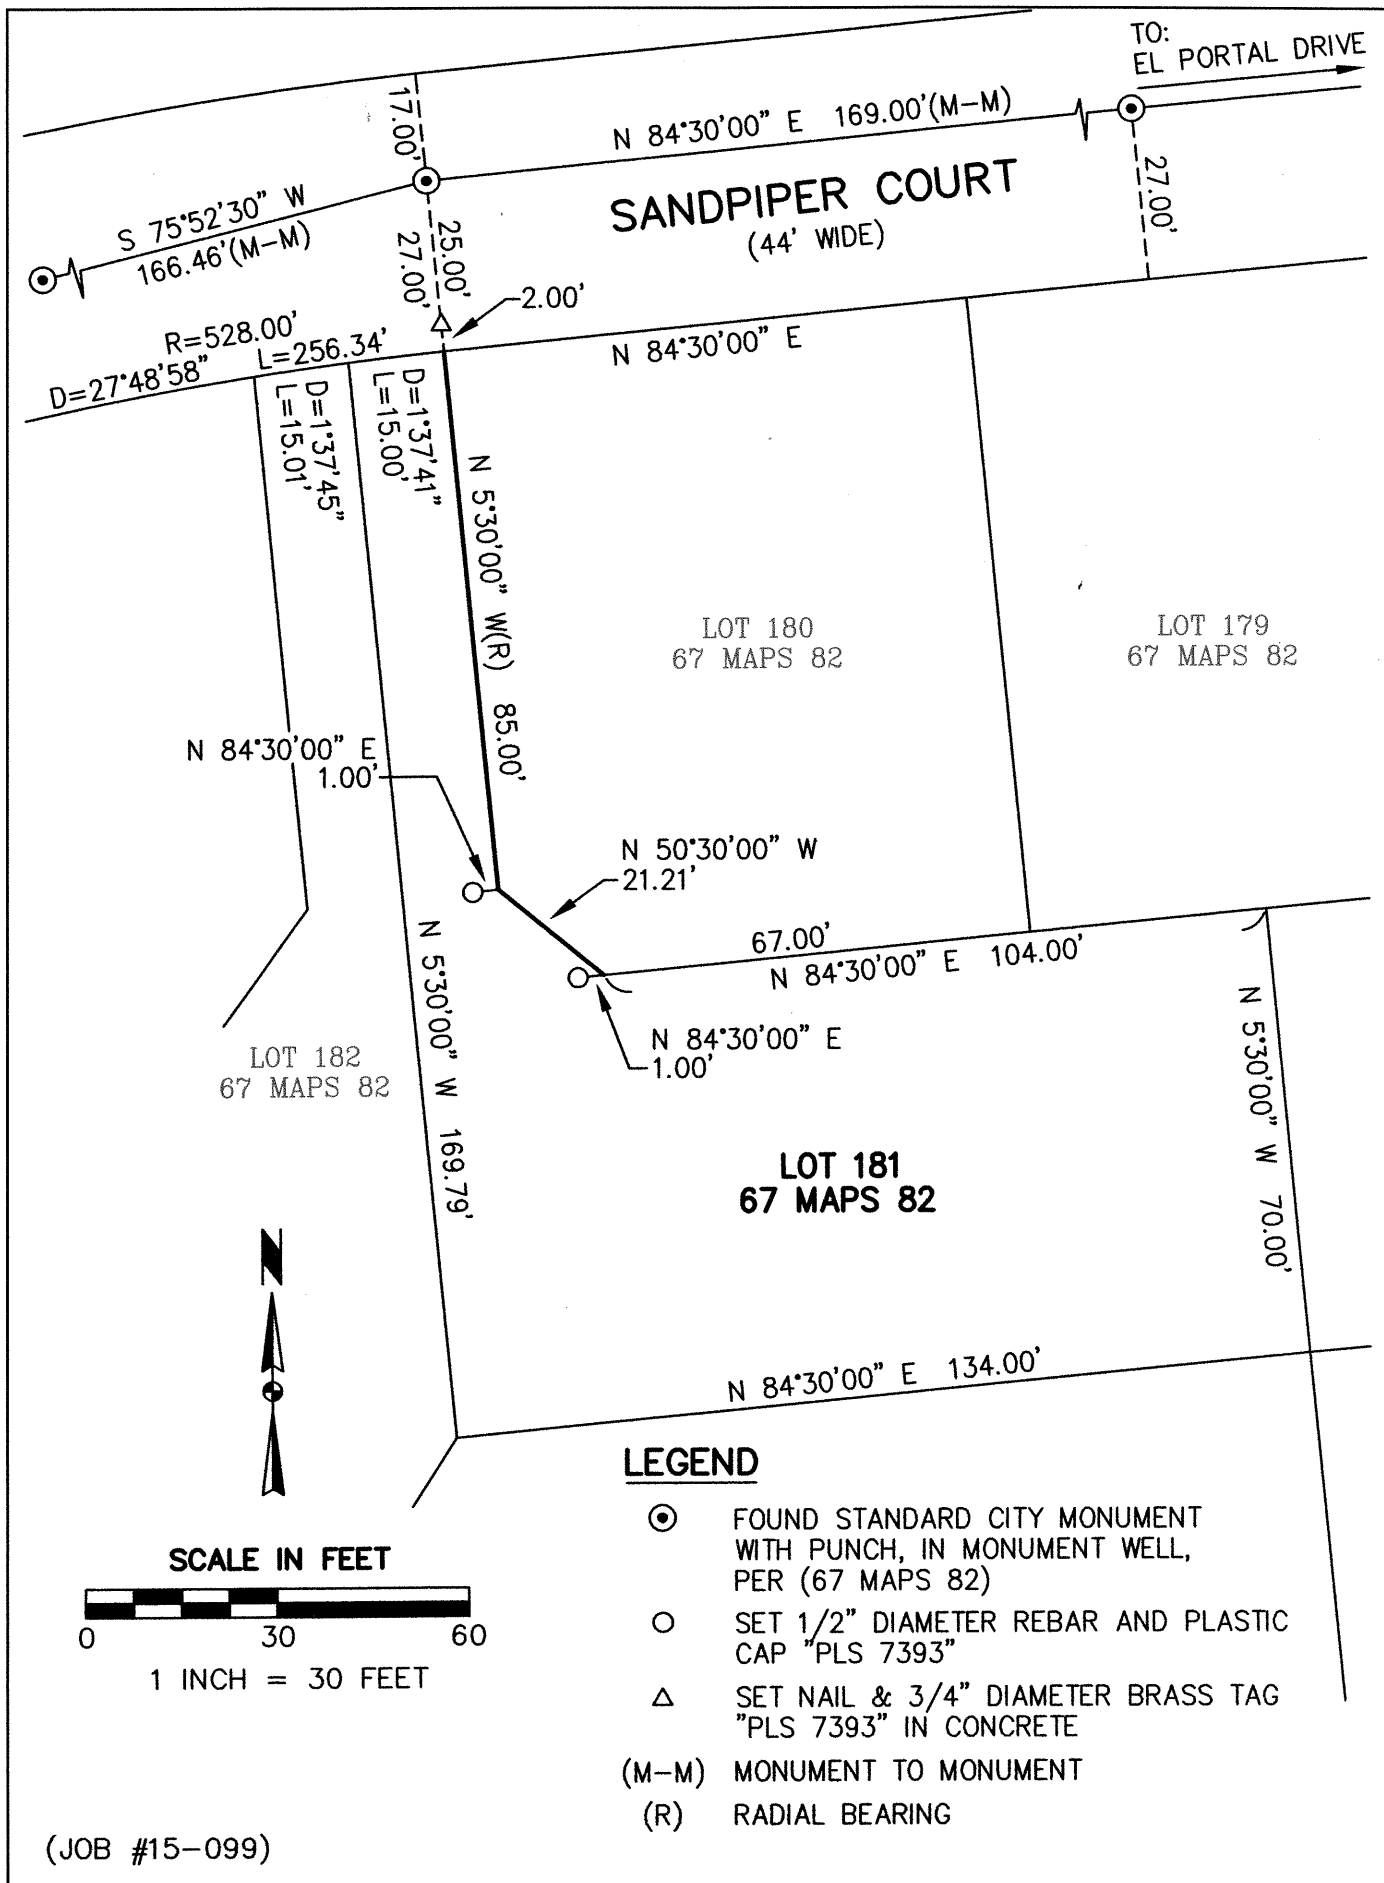 TO:
EL PORTAL DRIVE
17.00'
N 84°30'00" E 169.00'(M-M)
27.00'
SANDPIPER COURT
(44' WIDE)
S 75°52'30" W
166.46'(M-M)
25.00'
27.00'
2.00'
R=528.00'
L=256.34'
D=27°48'58"
N 84°30'00" E
D=1°37'45"
L=15.01'
D=1°37'41"
L=15.00'
N 5°30'00" W(R) 85.00'
LOT 180
67 MAPS 82
LOT 179
67 MAPS 82
N 84°30'00" E
1.00'
N 50°30'00" W
21.21'
67.00'
N 84°30'00" E 104.00'
N 5°30'00" W 169.79'
N 84°30'00" E
1.00'
N 5°30'00" W 70.00'
LOT 182
67 MAPS 82
LOT 181
67 MAPS 82
N
N 84°30'00" E 134.00'
LEGEND
FOUND STANDARD CITY MONUMENT
WITH PUNCH, IN MONUMENT WELL,
PER (67 MAPS 82)
SET 1/2" DIAMETER REBAR AND PLASTIC
CAP "PLS 7393"
SET NAIL & 3/4" DIAMETER BRASS TAG
"PLS 7393" IN CONCRETE
(M-M) MONUMENT TO MONUMENT
(R) RADIAL BEARING
SCALE IN FEET
0 30 60
1 INCH = 30 FEET
(JOB #15-099)